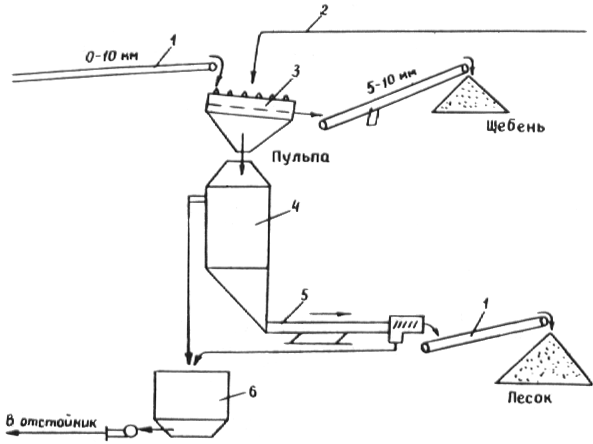 2
0-10 мм
1
3
5-10 мм
Щебень
Пульпа
4
5
1
6
Песок
В отстойник